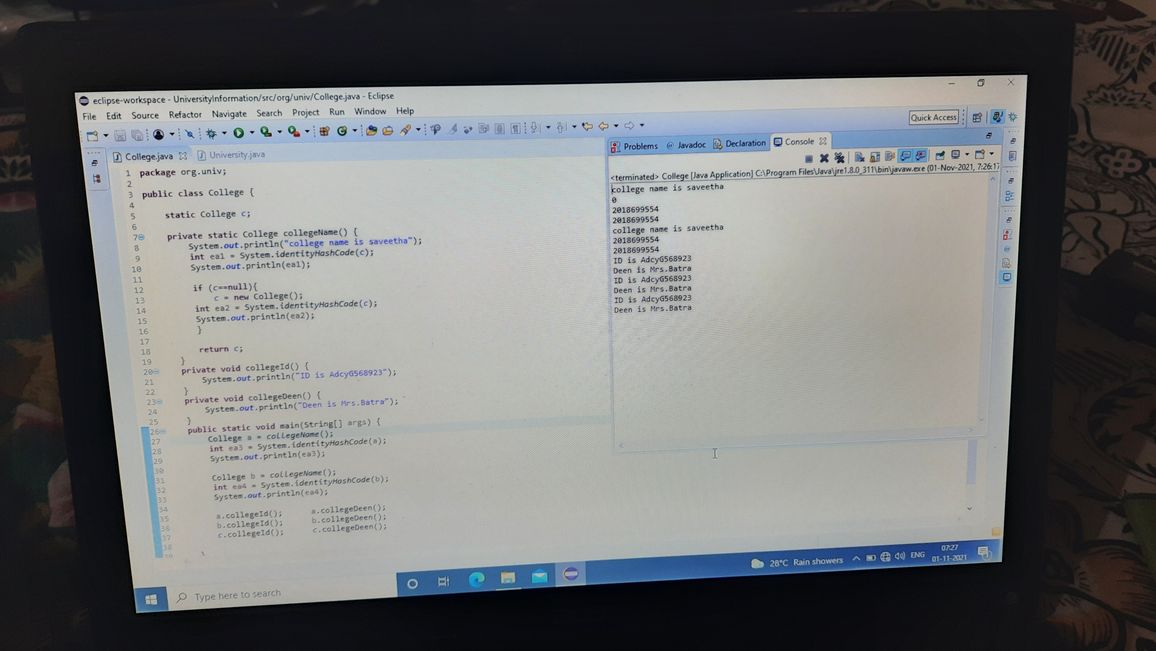 eclipse-workspace - UniversityInformation/src/org/univ/College.java - Eclipse
File Edit Source Refactor Navigate Search Project Run Window Help
Quick Access
College.java University.java
1 package org.univ;
2
3 public class College {
4
5 static College c;
6
7 private static College collegeName() {
8 System.out.println("college name is saveetha");
9 int ea1 = System.identityHashCode(c);
10 System.out.println(ea1);
11
12 if (c==null){
13 c = new College();
14 int ea2 = System.identityHashCode(c);
15 System.out.println(ea2);
16 }
17
18 return c;
19 }
20 private void collegeId() {
21 System.out.println("ID is AdcyG568923");
22 }
23 private void collegeDeen() {
24 System.out.println("Deen is Mrs.Batra");
25 }
26 public static void main(String[] args) {
27 College a = collegeName();
28 int ea3 = System.identityHashCode(a);
29 System.out.println(ea3);
30
31 College b = collegeName();
32 int ea4 = System.identityHashCode(b);
33 System.out.println(ea4);
34
35 a.collegeId(); a.collegeDeen();
36 b.collegeId(); b.collegeDeen();
37 c.collegeId(); c.collegeDeen();
38
39 }
Problems @ Javadoc Declaration Console
<terminated> College [Java Application] C:\Program Files\Java\jre1.8.0_311\bin\javaw.exe (01-Nov-2021, 7:26:17
college name is saveetha
0
2018699554
2018699554
college name is saveetha
2018699554
2018699554
ID is AdcyG568923
Deen is Mrs.Batra
ID is AdcyG568923
Deen is Mrs.Batra
ID is AdcyG568923
Deen is Mrs.Batra
Type here to search
28°C Rain showers ENG
07:27
01-11-2021